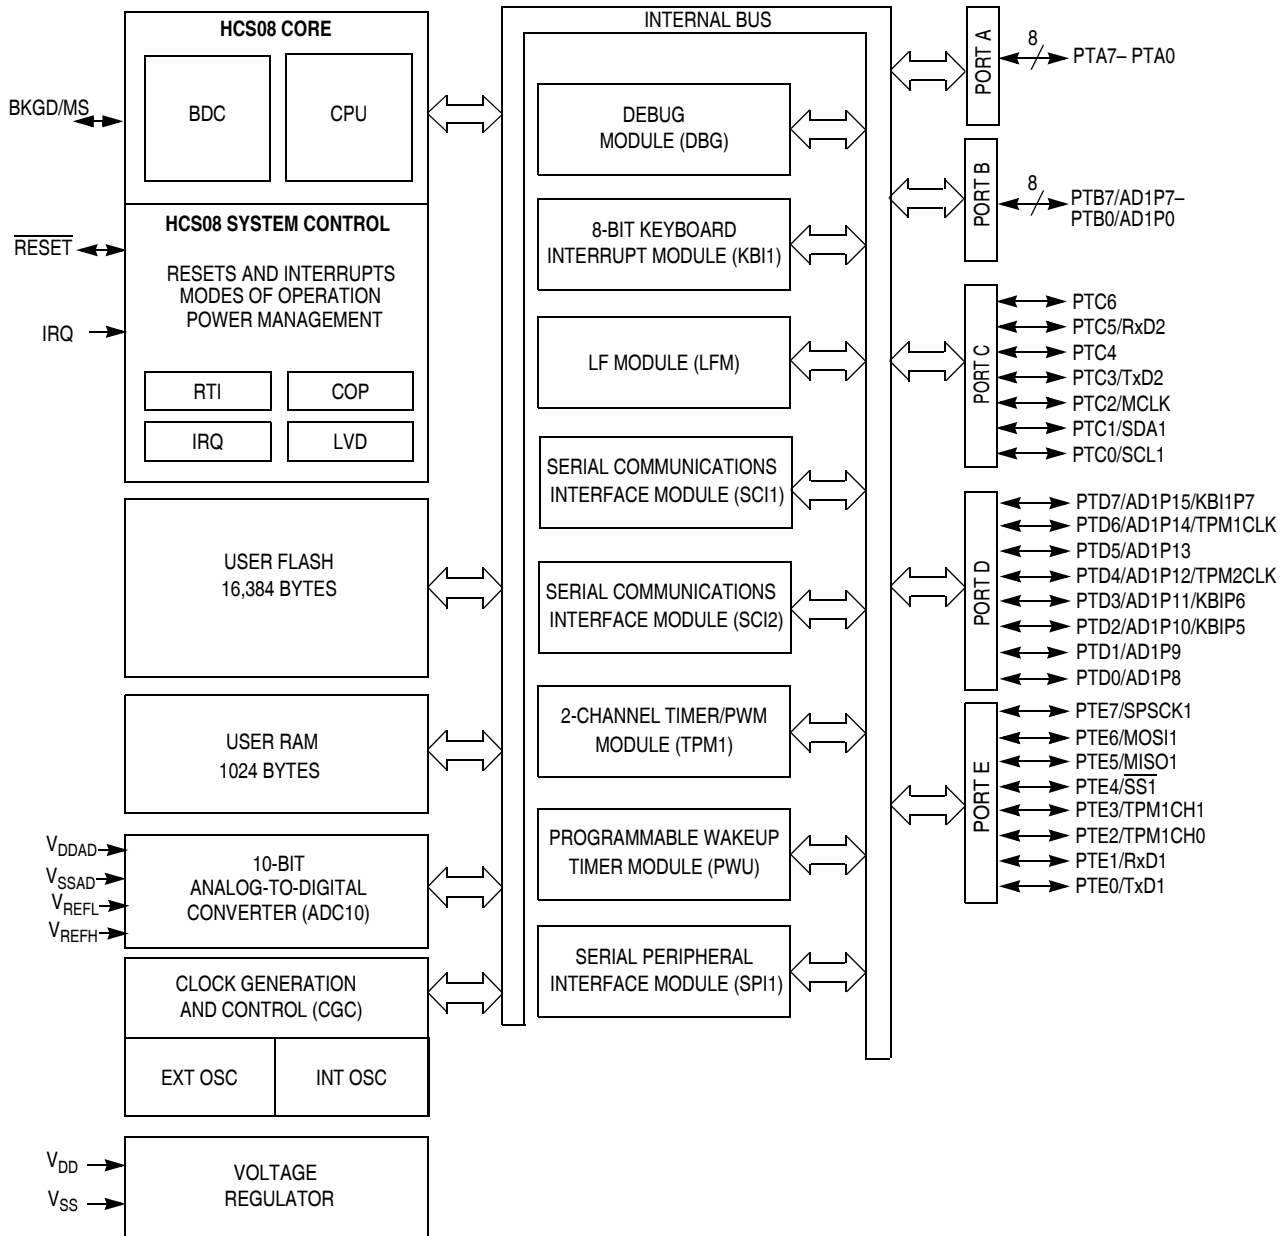 HCS08 CORE
BDC
CPU
BKGD/MS
HCS08 SYSTEM CONTROL
RESET
RESETS AND INTERRUPTS
MODES OF OPERATION
POWER MANAGEMENT
IRQ
RTI
COP
IRQ
LVD
USER FLASH
16,384 BYTES
USER RAM
1024 BYTES
VDDAD
VSSAD
VREFL
VREFH
10-BIT
ANALOG-TO-DIGITAL
CONVERTER (ADC10)
CLOCK GENERATION
AND CONTROL (CGC)
EXT OSC
INT OSC
VDD
VSS
VOLTAGE
REGULATOR
INTERNAL BUS
DEBUG
MODULE (DBG)
8-BIT KEYBOARD
INTERRUPT MODULE (KBI1)
LF MODULE (LFM)
SERIAL COMMUNICATIONS
INTERFACE MODULE (SCI1)
SERIAL COMMUNICATIONS
INTERFACE MODULE (SCI2)
2-CHANNEL TIMER/PWM
MODULE (TPM1)
PROGRAMMABLE WAKEUP
TIMER MODULE (PWU)
SERIAL PERIPHERAL
INTERFACE MODULE (SPI1)
PORT A
8
PTA7– PTA0
PORT B
8
PTB7/AD1P7–
PTB0/AD1P0
PORT C
PTC6
PTC5/RxD2
PTC4
PTC3/TxD2
PTC2/MCLK
PTC1/SDA1
PTC0/SCL1
PORT D
PTD7/AD1P15/KBI1P7
PTD6/AD1P14/TPM1CLK
PTD5/AD1P13
PTD4/AD1P12/TPM2CLK
PTD3/AD1P11/KBIP6
PTD2/AD1P10/KBIP5
PTD1/AD1P9
PTD0/AD1P8
PORT E
PTE7/SPSCK1
PTE6/MOSI1
PTE5/MISO1
PTE4/SS1
PTE3/TPM1CH1
PTE2/TPM1CH0
PTE1/RxD1
PTE0/TxD1